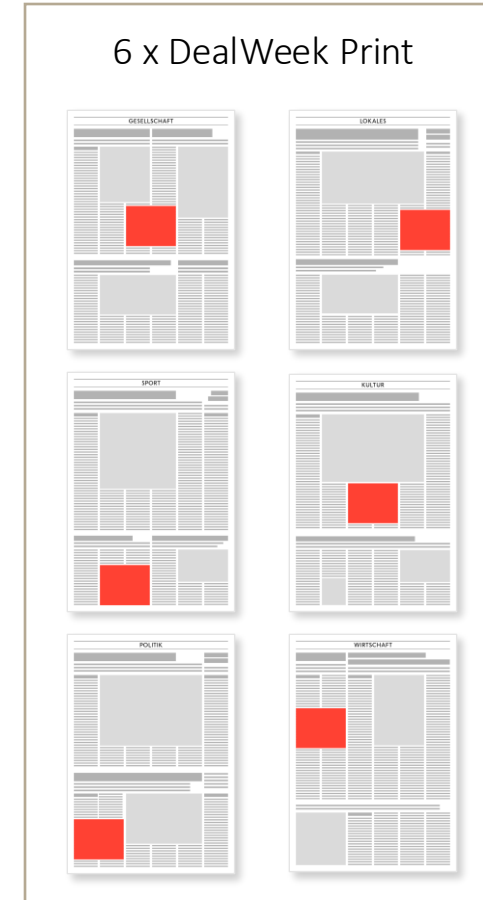 6 x DealWeek Print
GESELLSCHAFT
LOKALES
SPORT
KULTUR
POLITIK
WIRTSCHAFT